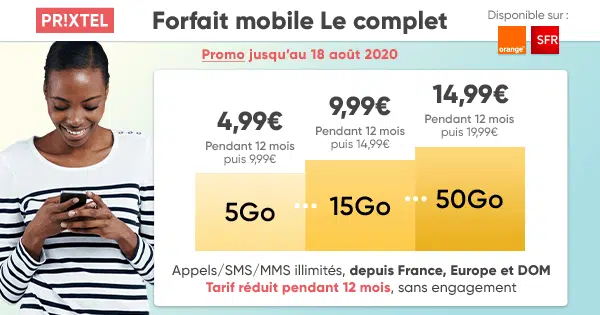 PR!XTEL
Forfait mobile Le complet
Disponible sur :
orange™
SFR
Promo jusqu’au 18 août 2020
4,99€
Pendant 12 mois
puis 9,99€
9,99€
Pendant 12 mois
puis 14,99€
14,99€
Pendant 12 mois
puis 19,99€
5Go
15Go
50Go
Appels/SMS/MMS illimités, depuis France, Europe et DOM
Tarif réduit pendant 12 mois, sans engagement